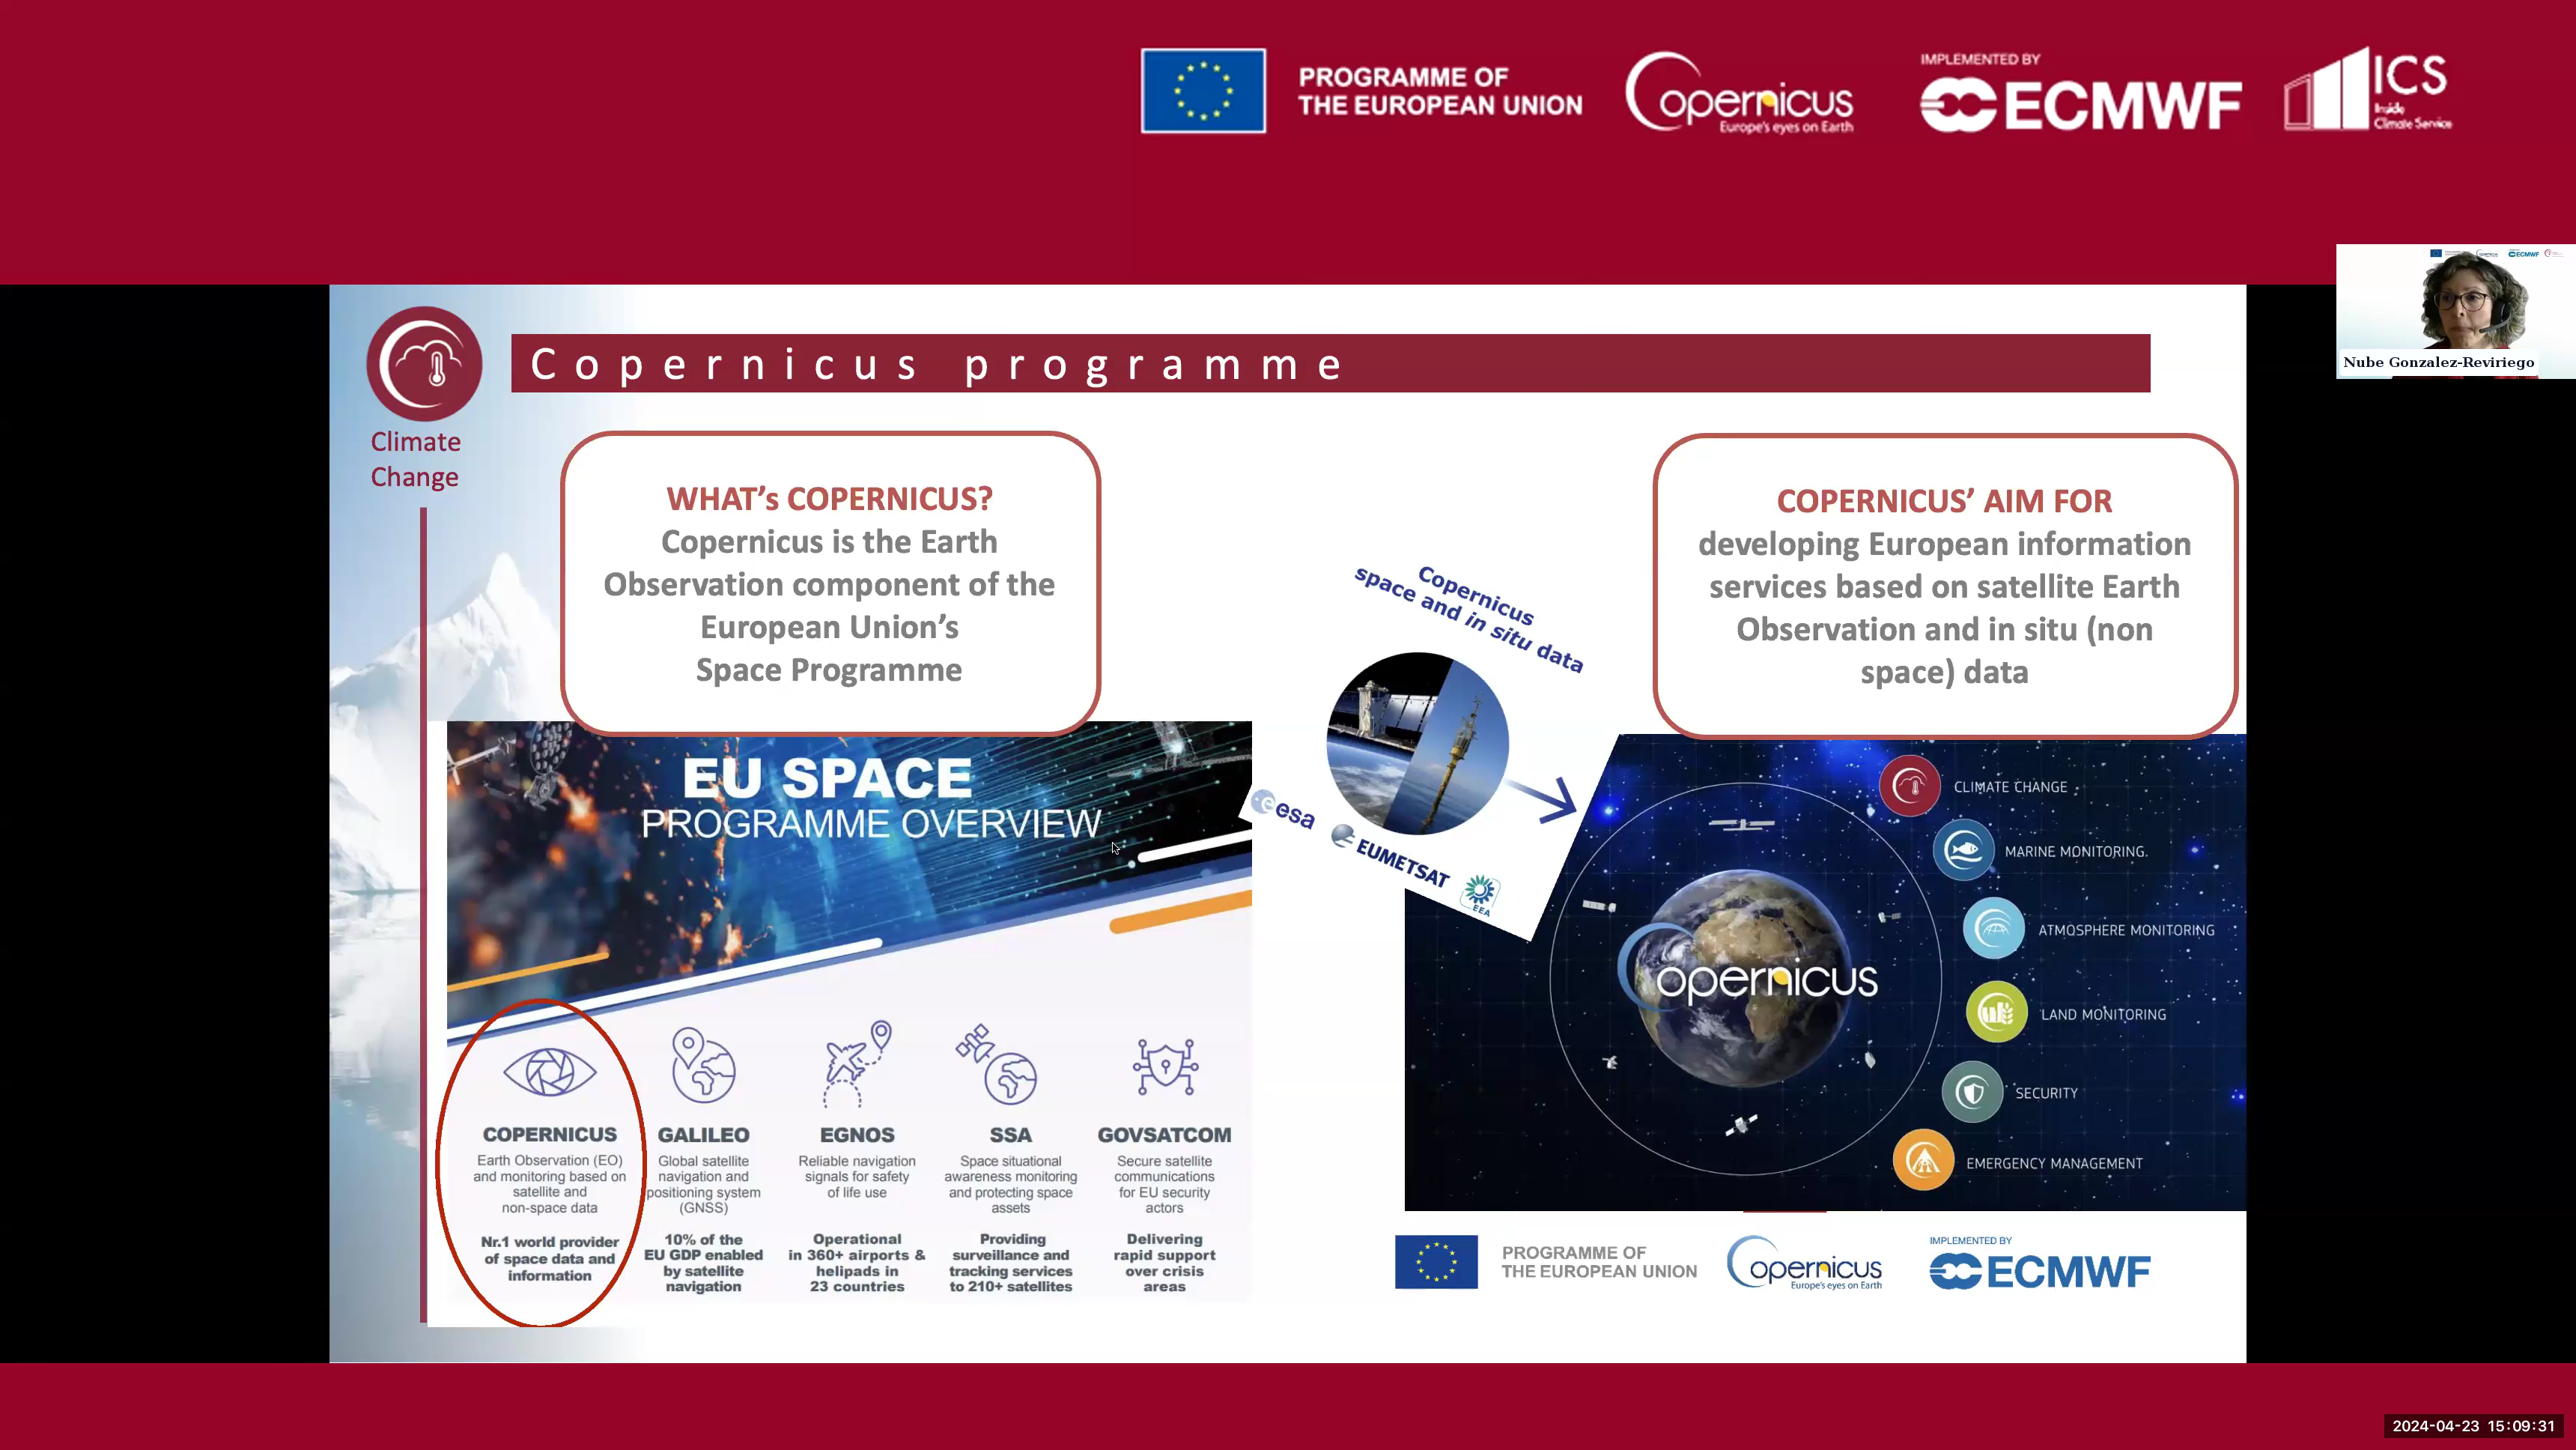 PROGRAMME OF
THE EUROPEAN UNION
Copernicus
Europe's eyes on Earth
IMPLEMENTED BY
ECMWF
ICS
Inside
Climate Service
ECMWF
Nube Gonzalez-Reviriego
Climate
Change
Copernicus programme
WHAT's COPERNICUS?
Copernicus is the Earth
Observation component of the
European Union's
Space Programme
COPERNICUS' AIM FOR
developing European information
services based on satellite Earth
Observation and in situ (non
space) data
Copernicus
space and in situ data
esa
EUMETSAT
EEA
EU SPACE
PROGRAMME OVERVIEW
COPERNICUS
Earth Observation (EO)
and monitoring based on
satellite and
non-space data
Nr.1 world provider
of space data and
information
GALILEO
Global satellite
navigation and
positioning system
(GNSS)
10% of the
EU GDP enabled
by satellite
navigation
EGNOS
Reliable navigation
signals for safety
of life use
Operational
in 360+ airports &
helipads in
23 countries
SSA
Space situational
awareness monitoring
and protecting space
assets
Providing
surveillance and
tracking services
to 210+ satellites
GOVSATCOM
Secure satellite
communications
for EU security
actors
Delivering
rapid support
over crisis
areas
Copernicus
CLIMATE CHANGE
MARINE MONITORING
ATMOSPHERE MONITORING
LAND MONITORING
SECURITY
EMERGENCY MANAGEMENT
PROGRAMME OF
THE EUROPEAN UNION
Copernicus
Europe's eyes on Earth
IMPLEMENTED BY
ECMWF
2024-04-23 15:09:31